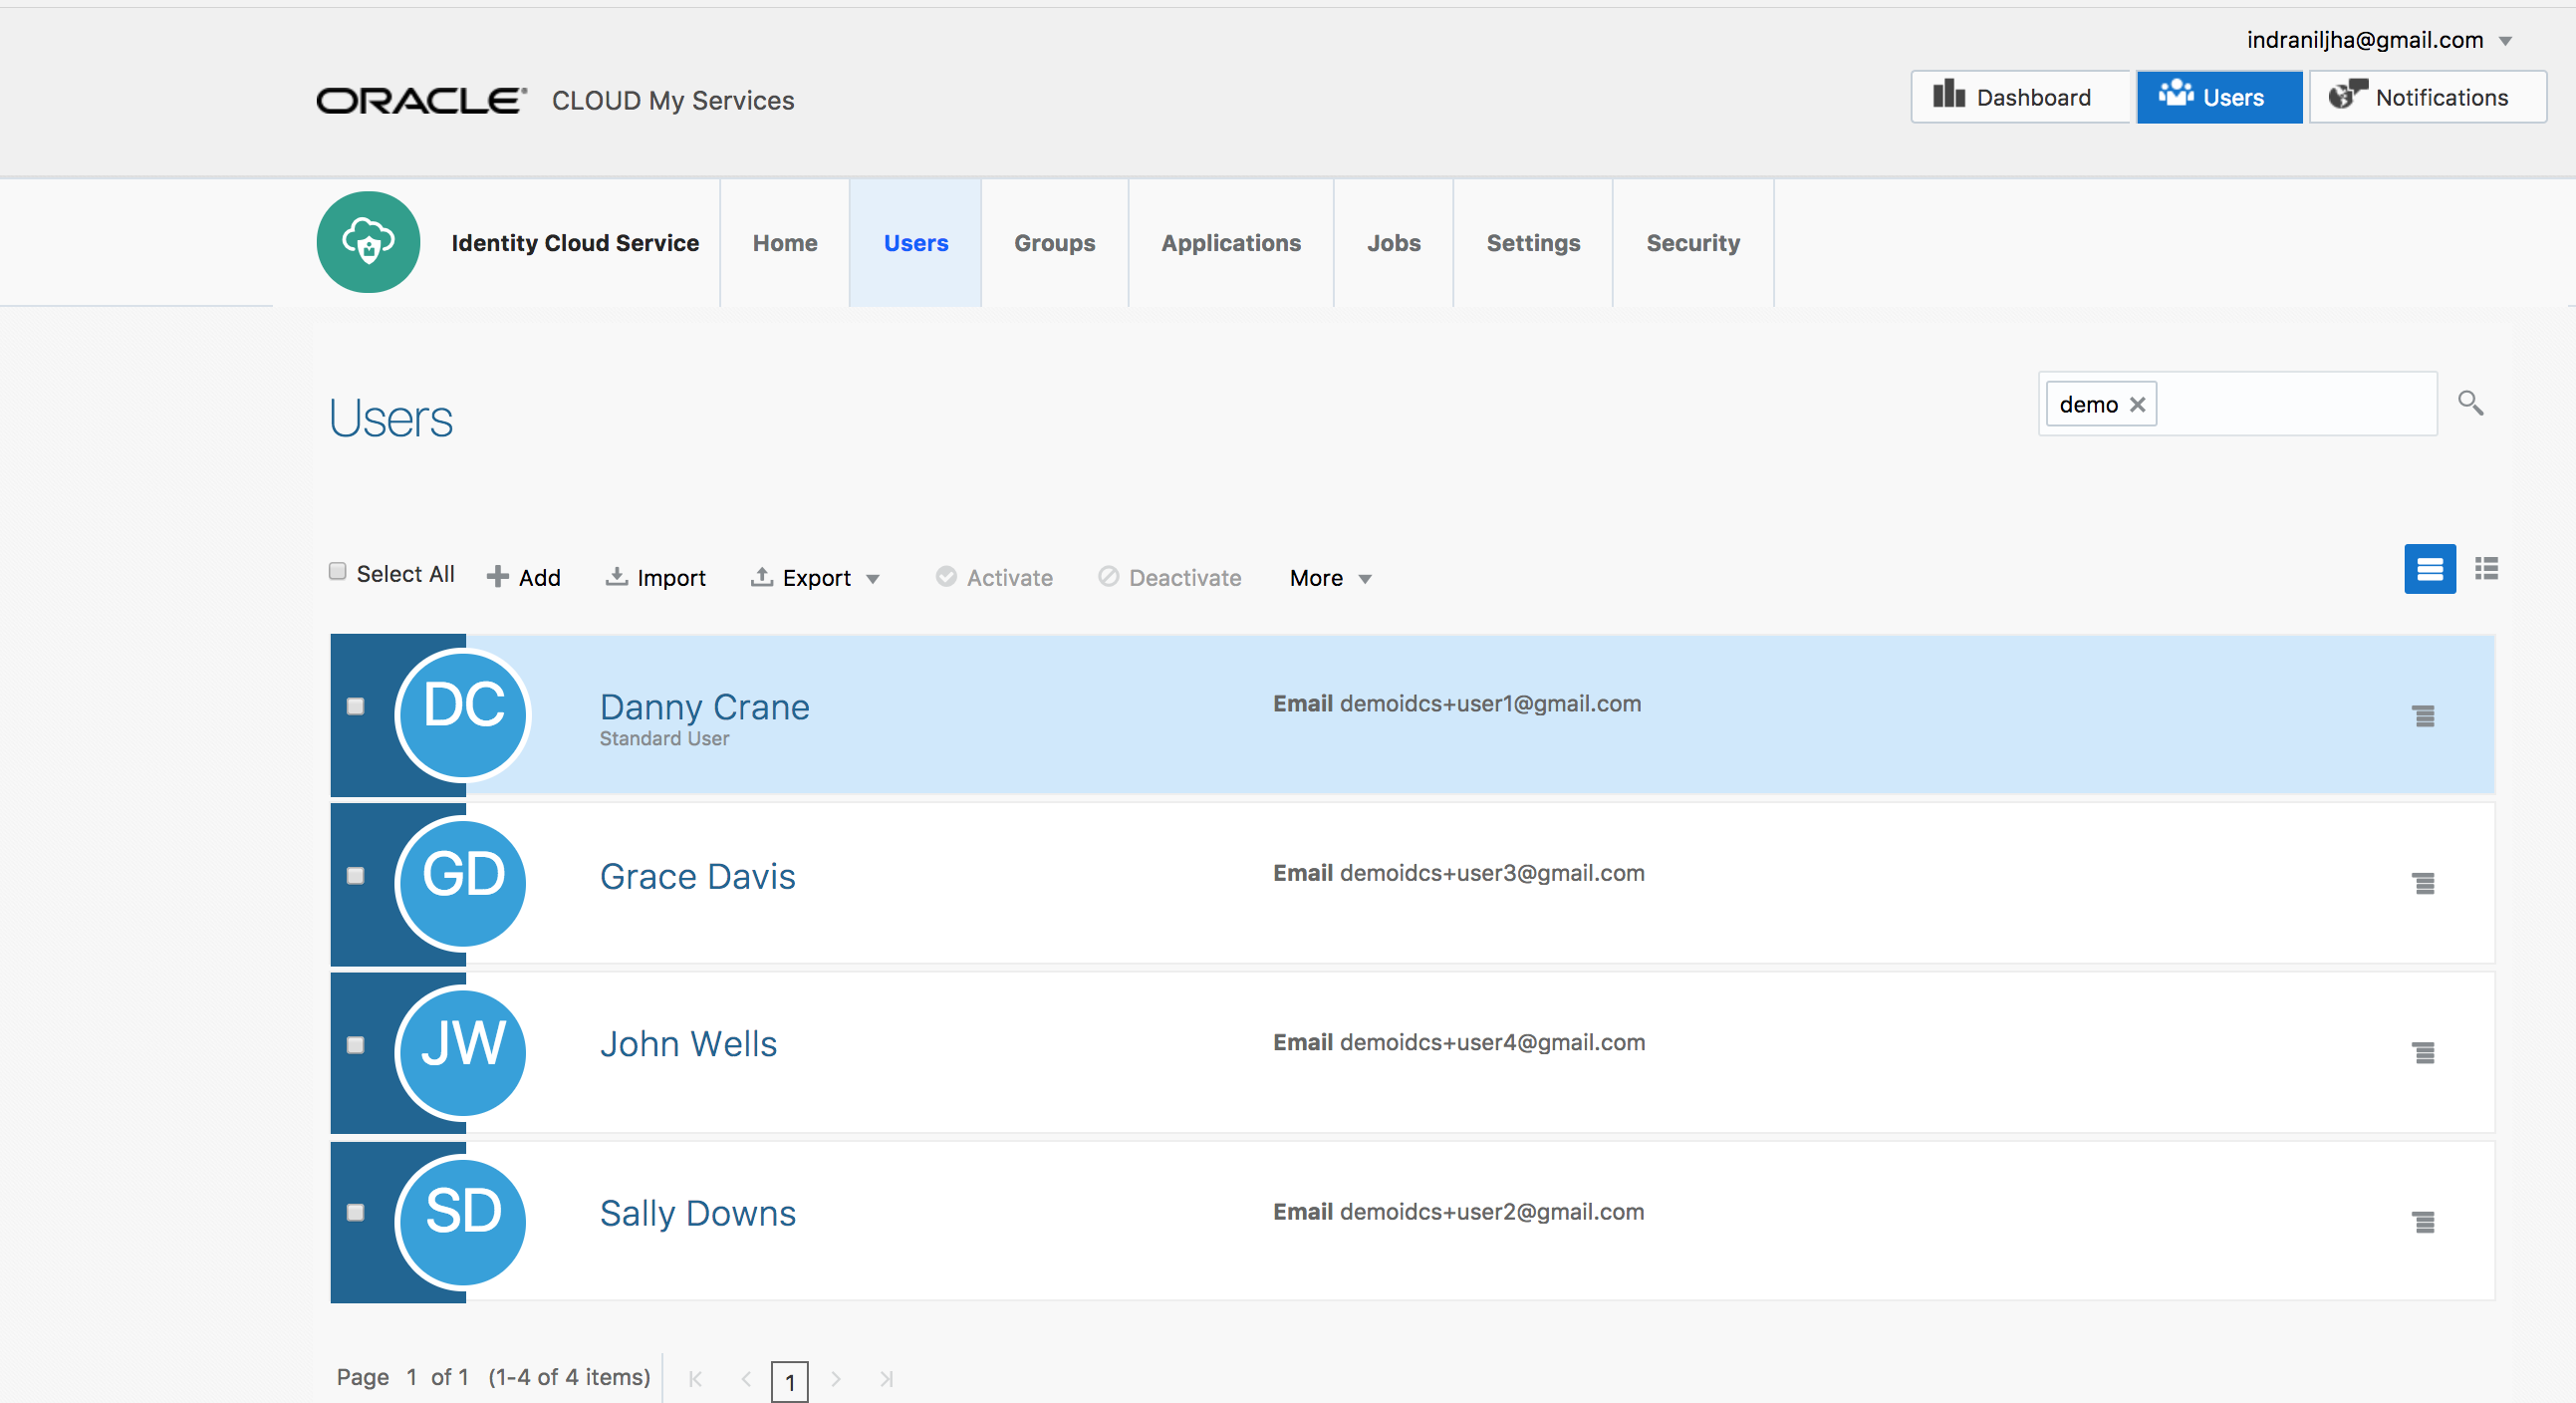 indraniljha@gmail.com
ORACLE® CLOUD My Services
Dashboard Users Notifications
Identity Cloud Service Home Users Groups Applications Jobs Settings Security
Users
demo
Select All Add Import Export Activate Deactivate More
DC Danny Crane Email demoidcs+user1@gmail.com
Standard User
GD Grace Davis Email demoidcs+user3@gmail.com
JW John Wells Email demoidcs+user4@gmail.com
SD Sally Downs Email demoidcs+user2@gmail.com
Page 1 of 1 (1-4 of 4 items) 1